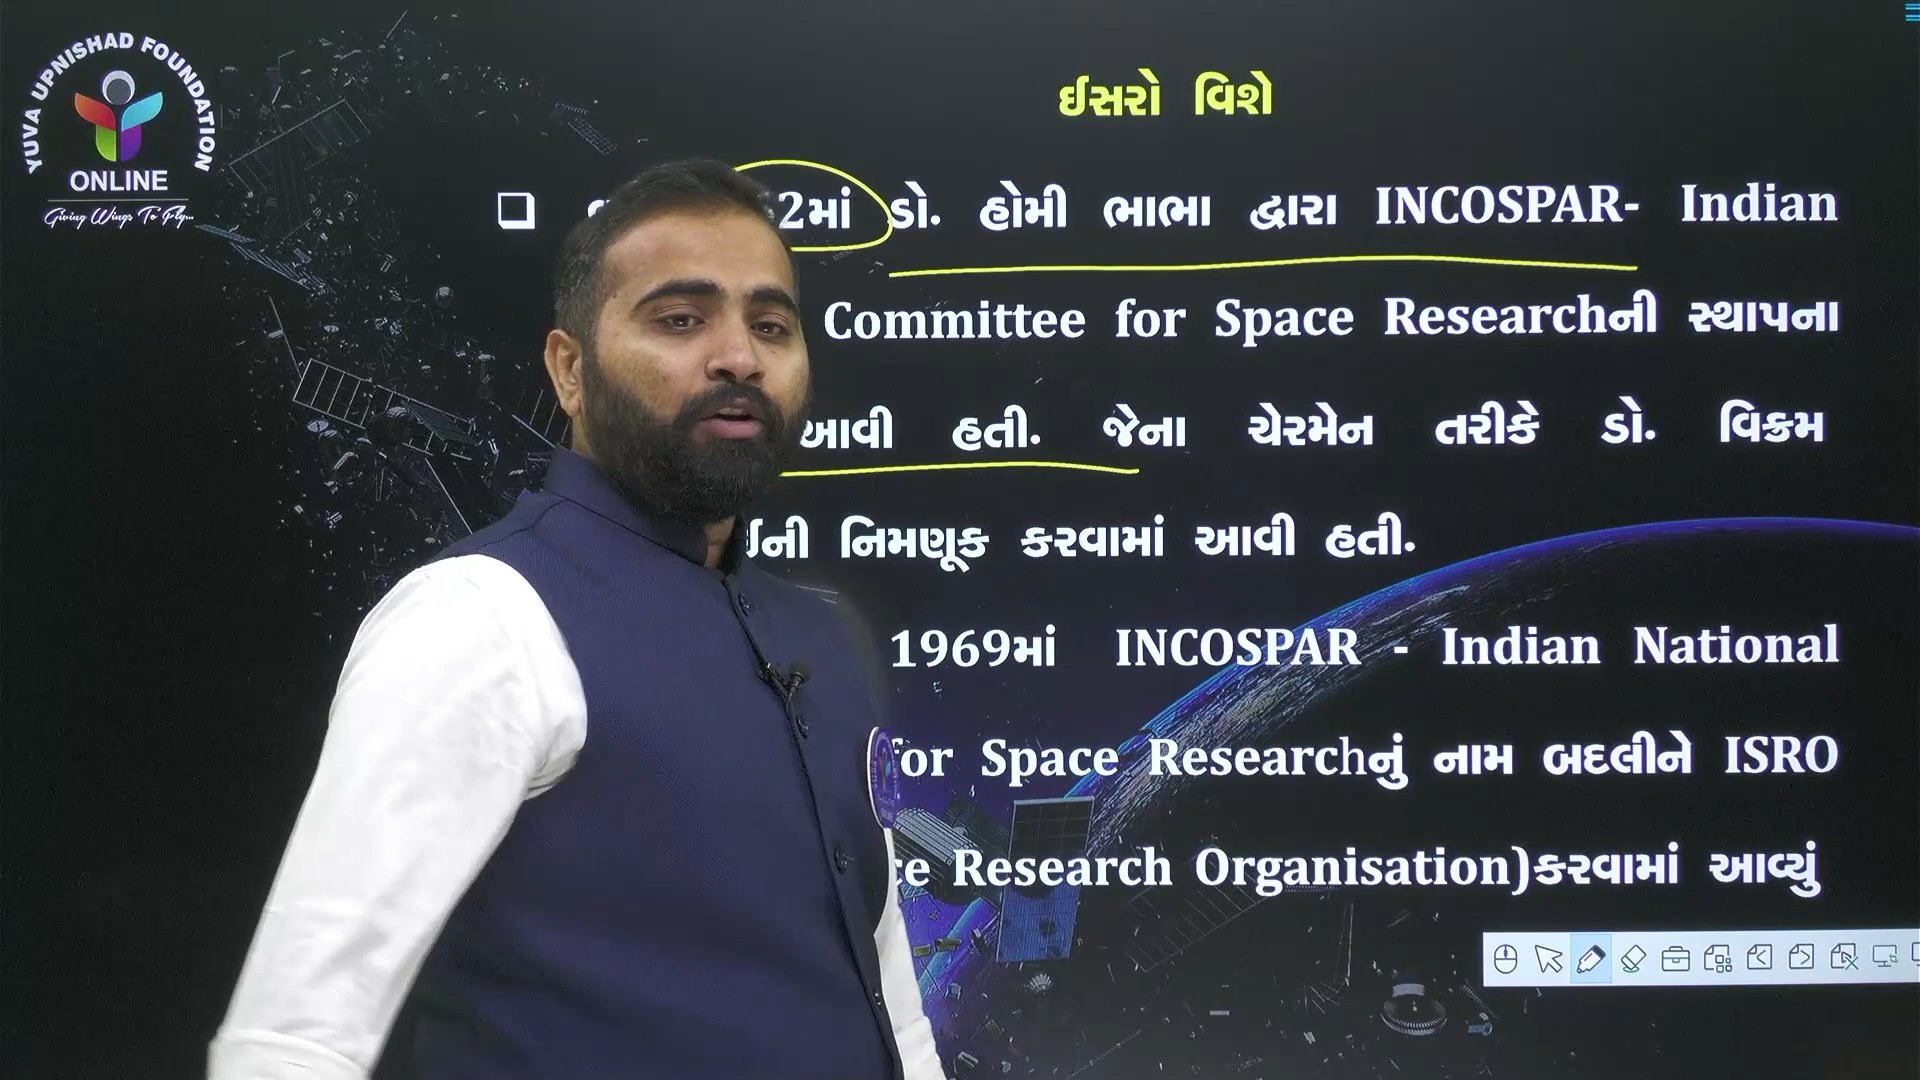 YUVA UPNISHAD FOUNDATION
ONLINE
Giving Wings To Fly...
ઈસરો વિશે
2માં ડો. હોમી ભાભા દ્વારા INCOSPAR- Indian
Committee for Space Researchની સ્થાપના
આવી હતી. જેના ચેરમેન તરીકે ડો. વિક્રમ
નિમણૂક કરવામાં આવી હતી.
1969માં INCOSPAR - Indian National
for Space Researchનું નામ બદલીને ISRO
Research Organisation)કરવામાં આવ્યું